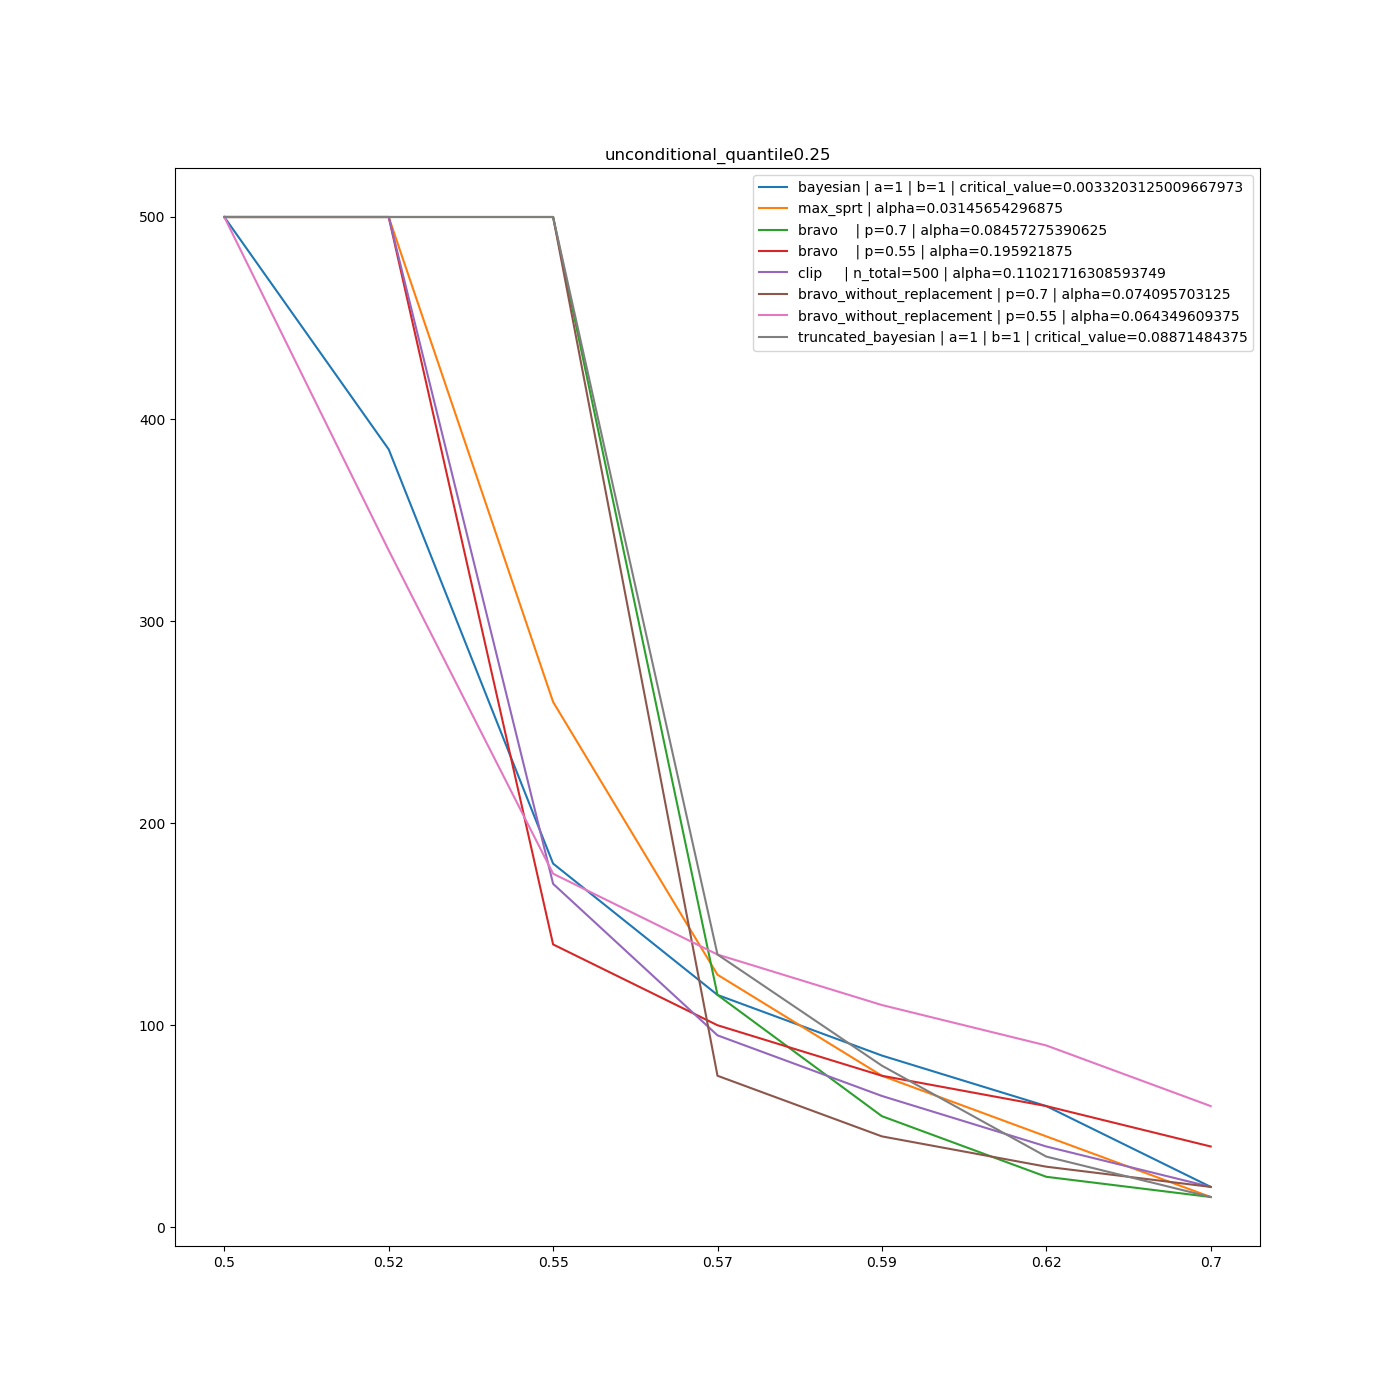 unconditional_quantile0.25
bayesian | a=1 | b=1 | critical_value=0.0033203125009667973
max_sprt | alpha=0.03145654296875
bravo    | p=0.7 | alpha=0.08457275390625
bravo    | p=0.55 | alpha=0.195921875
clip     | n_total=500 | alpha=0.11021716308593749
bravo_without_replacement | p=0.7 | alpha=0.074095703125
bravo_without_replacement | p=0.55 | alpha=0.064349609375
truncated_bayesian | a=1 | b=1 | critical_value=0.08871484375
500
400
300
200
100
0
0.5 0.52 0.55 0.57 0.59 0.62 0.7